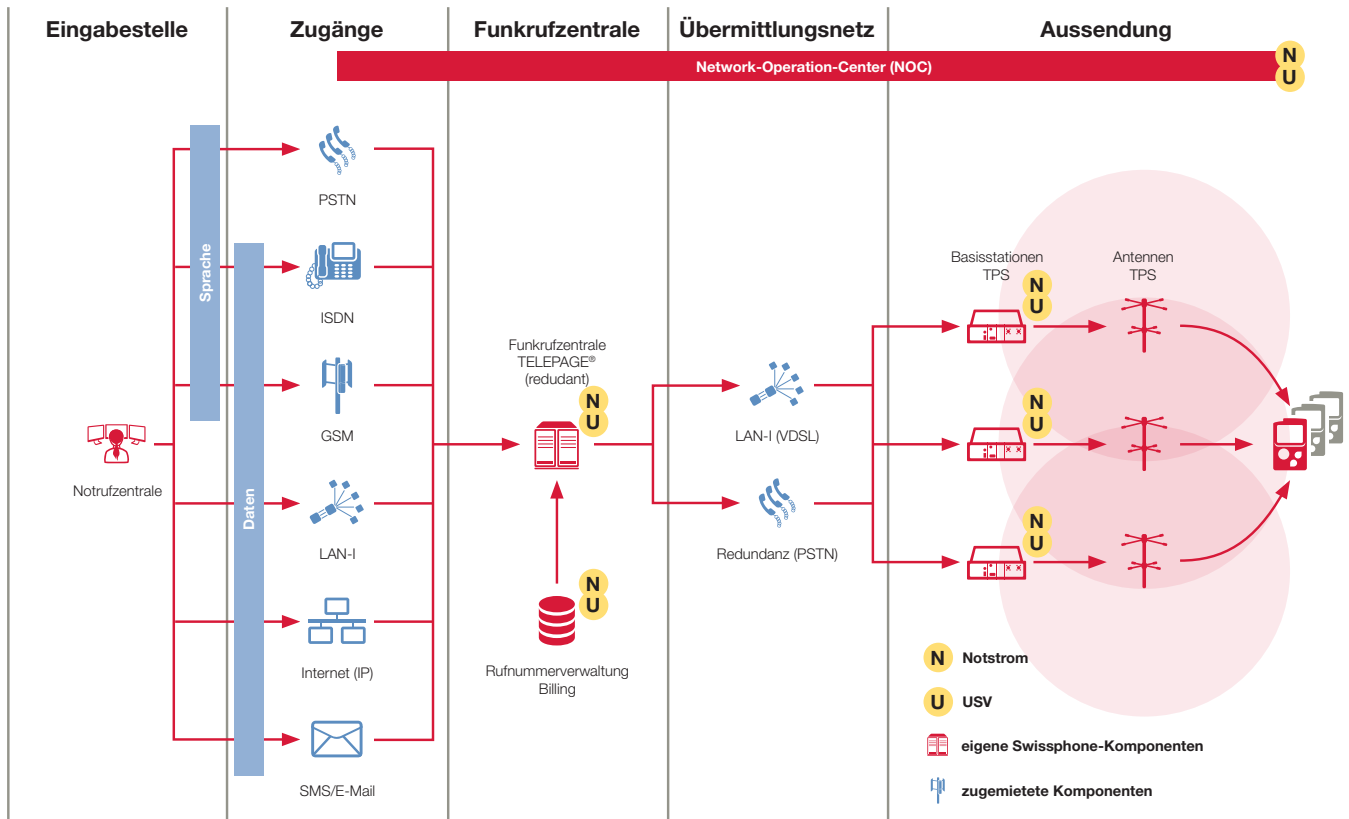 Eingabestelle
Zugänge
Funkrufzentrale
Übermittlungsnetz
Aussendung
Network-Operation-Center (NOC)
N
U
Sprache
Daten
Notrufzentrale
PSTN
ISDN
GSM
LAN-I
Internet (IP)
SMS/E-Mail
Funkrufzentrale
TELEPAGE®
(redudant)
N
U
Rufnummerverwaltung
Billing
N
U
LAN-I (VDSL)
Redundanz (PSTN)
Basisstationen
TPS
N
U
N
U
N
U
Antennen
TPS
N Notstrom
U USV
eigene Swissphone-Komponenten
zugemietete Komponenten